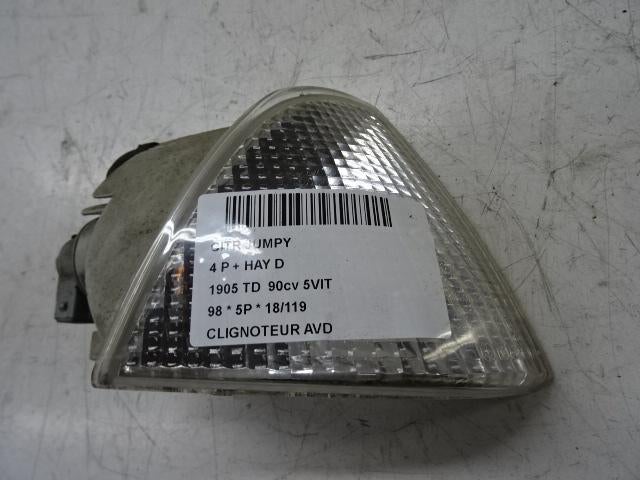 CITR JUMPY
4 P + HAY D
1905 TD 90cv 5VIT
98 * 5P * 18/119
CLIGNOTEUR AVD